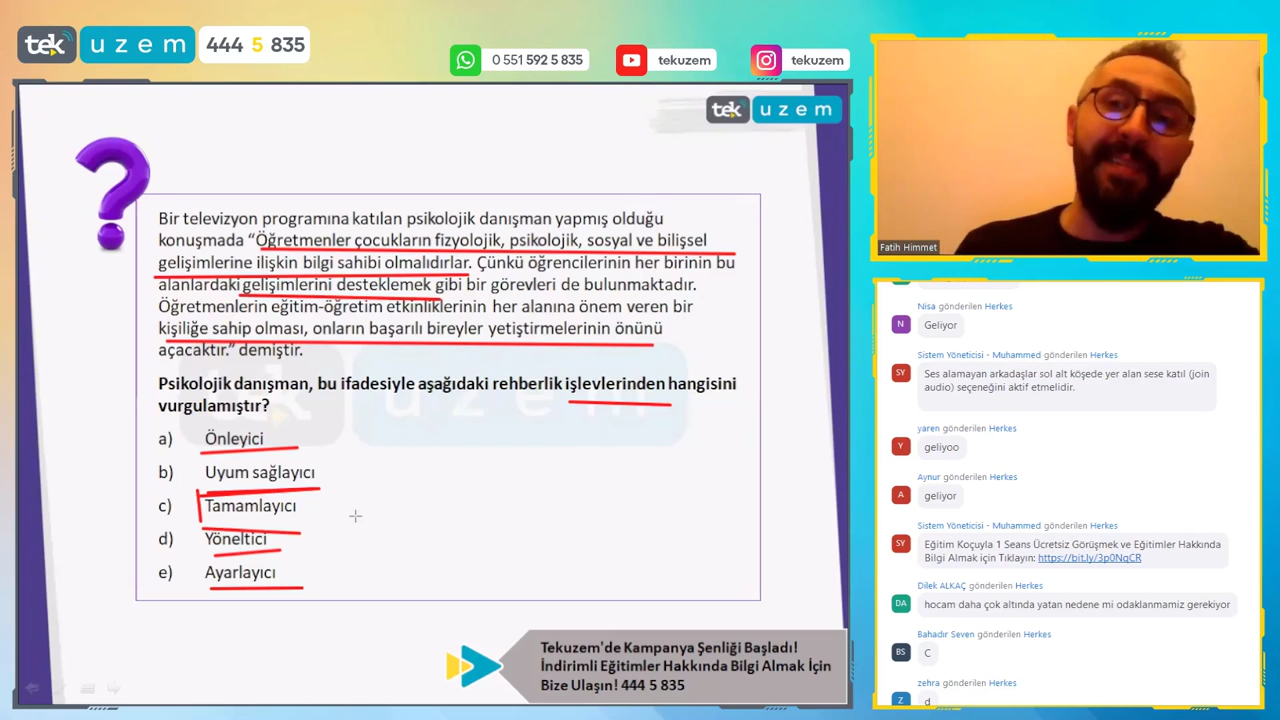 tek
uzem
444 5 835
0 551 592 5 835
tekuzem
tekuzem
tek
uzem
Bir televizyon programına katılan psikolojik danışman yapmış olduğu
konuşmada “Öğretmenler çocukların fizyolojik, psikolojik, sosyal ve bilişsel
gelişimlerine ilişkin bilgi sahibi olmalıdırlar. Çünkü öğrencilerinin her birinin bu
alanlardaki gelişimlerini desteklemek gibi bir görevleri de bulunmaktadır.
Öğretmenlerin eğitim-öğretim etkinliklerinin her alanına önem veren bir
kişiliğe sahip olması, onların başarılı bireyler yetiştirmelerinin önünü
açacaktır.” demiştir.
Psikolojik danışman, bu ifadesiyle aşağıdaki rehberlik işlevlerinden hangisini
vurgulamıştır?
a) Önleyici
b) Uyum sağlayıcı
c) Tamamlayıcı
d) Yöneltici
e) Ayarlayıcı
Tekuzem'de Kampanya Şenliği Başladı!
İndirimli Eğitimler Hakkında Bilgi Almak İçin
Bize Ulaşın! 444 5 835
Fatih Himmet
Nisa gönderilen Herkes
N
Geliyor
Sistem Yöneticisi - Muhammed gönderilen Herkes
SY
Ses alamayan arkadaşlar sol alt köşede yer alan sese katıl (join
audio) seçeneğini aktif etmelidir.
yaren gönderilen Herkes
Y
geliyoo
Aynur gönderilen Herkes
A
geliyor
Sistem Yöneticisi - Muhammed gönderilen Herkes
SY
Eğitim Koçuyla 1 Seans Ücretsiz Görüşmek ve Eğitimler Hakkında
Bilgi Almak için Tıklayın: https://bit.ly/3p0NqCR
Dilek ALKAÇ gönderilen Herkes
DA
hocam daha çok altında yatan nedene mi odaklanmamiz gerekiyor
Bahadır Seven gönderilen Herkes
BS
C
zehra gönderilen Herkes
Z
d